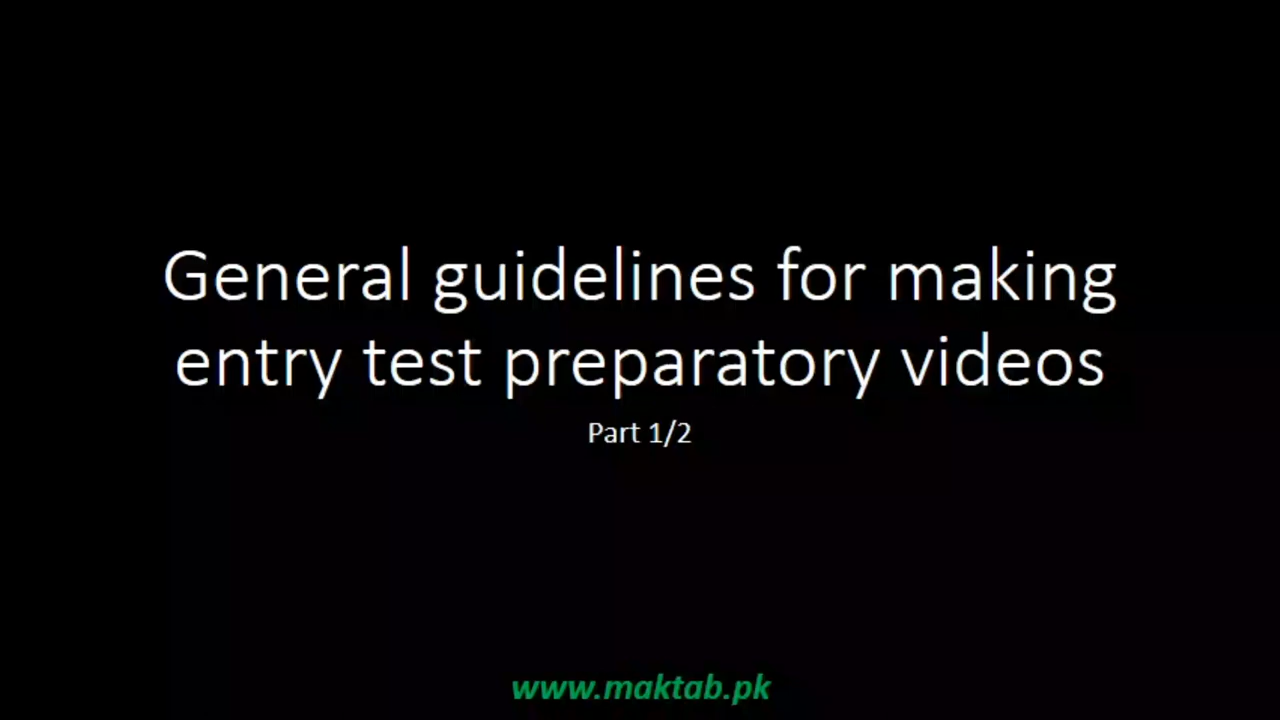 General guidelines for making
entry test preparatory videos
Part 1/2
www.maktab.pk